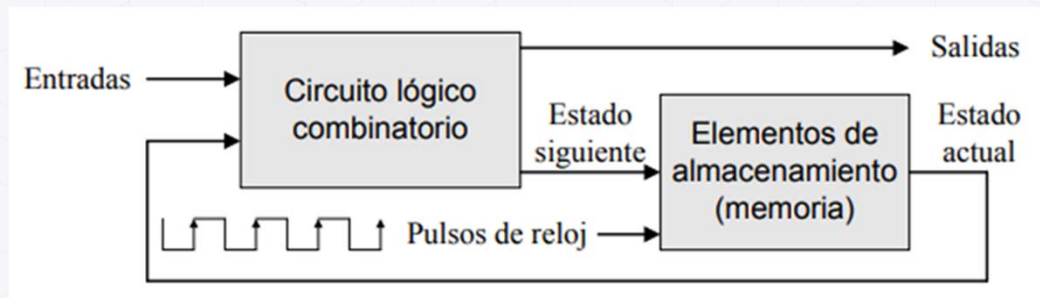 Entradas
Circuito lógico
combinatorio
Salidas
Estado
siguiente
Elementos de
almacenamiento
(memoria)
Estado
actual
Pulsos de reloj